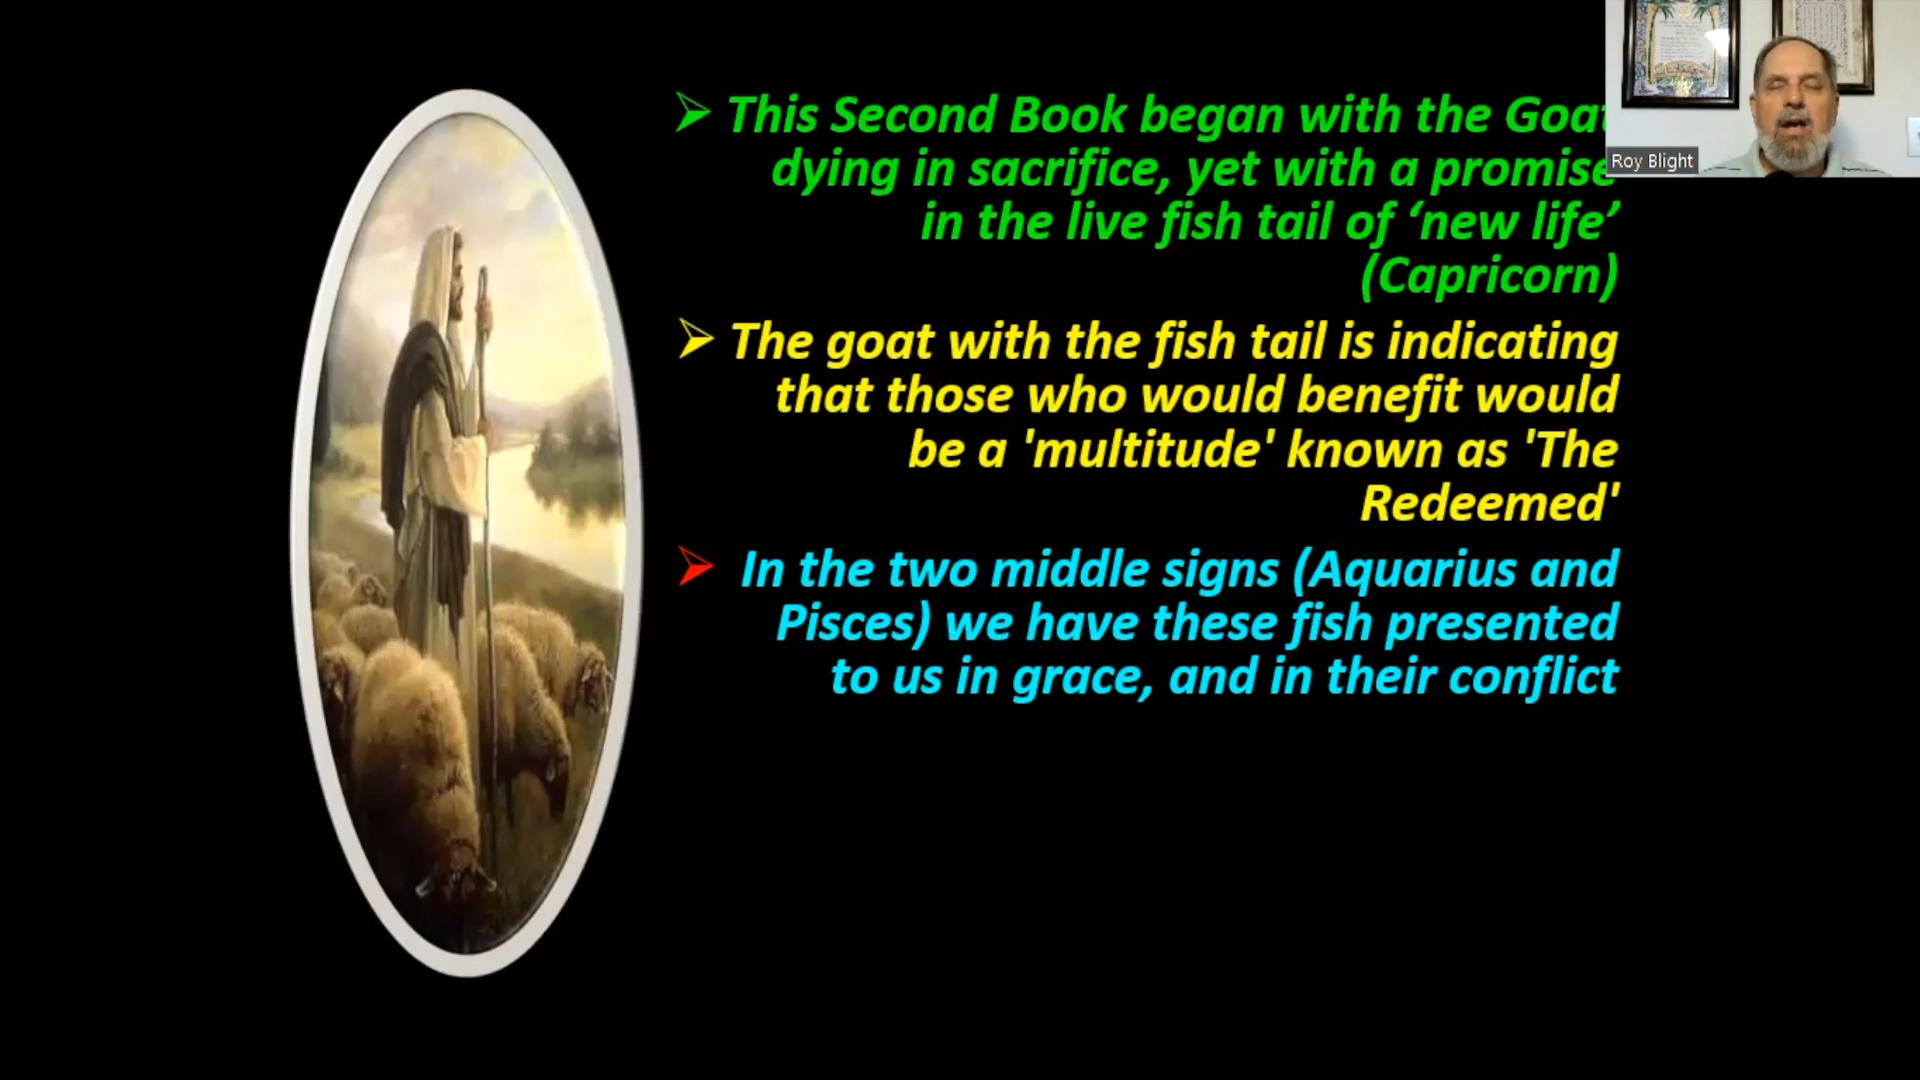 This Second Book began with the Goat
dying in sacrifice, yet with a promise
in the live fish tail of ‘new life’
(Capricorn)
The goat with the fish tail is indicating
that those who would benefit would
be a 'multitude' known as 'The
Redeemed'
In the two middle signs (Aquarius and
Pisces) we have these fish presented
to us in grace, and in their conflict
Roy Blight